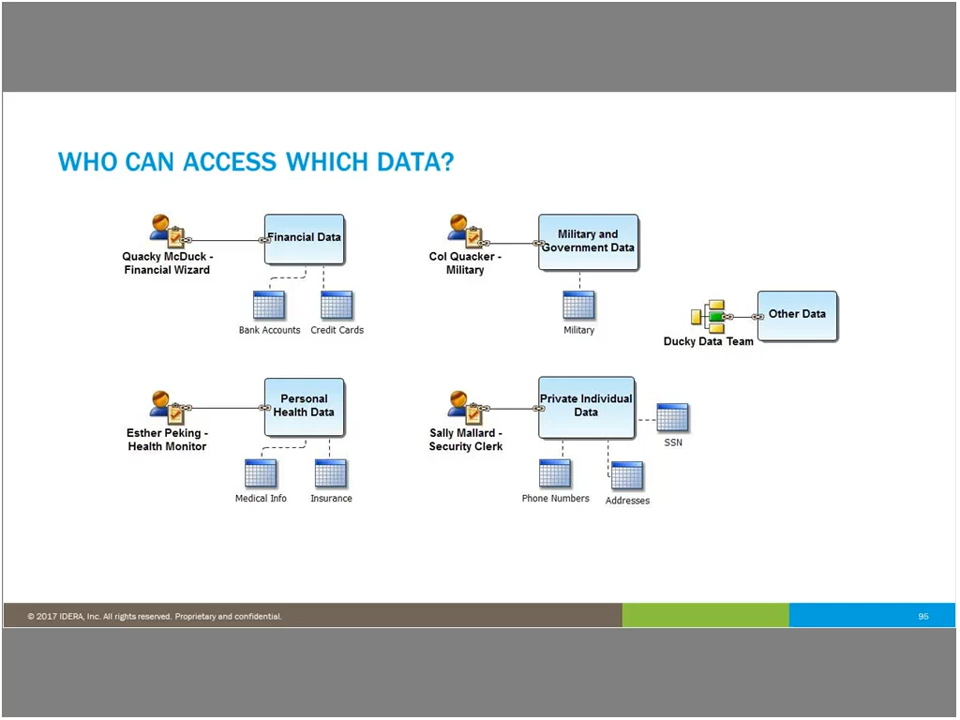 WHO CAN ACCESS WHICH DATA?
Quacky McDuck -
Financial Wizard
Financial Data
Bank Accounts
Credit Cards
Col Quacker -
Military
Military and
Government Data
Military
Ducky Data Team
Other Data
Esther Peking -
Health Monitor
Personal
Health Data
Medical Info
Insurance
Sally Mallard -
Security Clerk
Private Individual
Data
SSN
Phone Numbers
Addresses
© 2017 IDERA, Inc. All rights reserved. Proprietary and confidential.
95